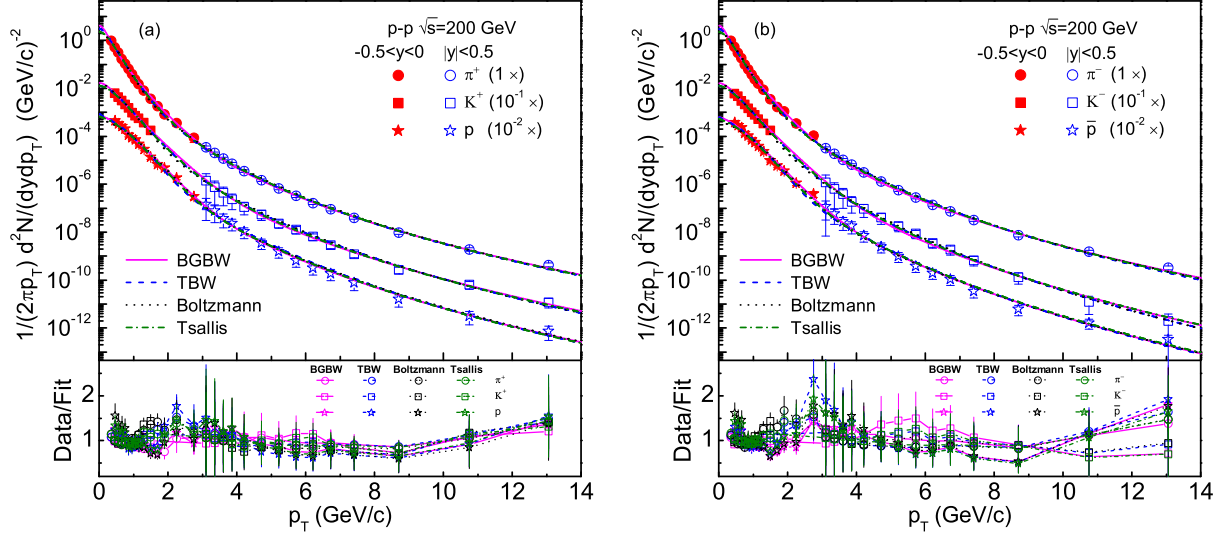 (a)
p-p √s=200 GeV
-0.5<y<0 |y|<0.5
π⁺ (1 ×)
K⁺ (10⁻¹ ×)
p (10⁻² ×)
1/(2πp_T) d²N/(dydp_T) (GeV/c)⁻²
10⁰
10⁻²
10⁻⁴
10⁻⁶
10⁻⁸
10⁻¹⁰
10⁻¹²
BGBW
TBW
Boltzmann
Tsallis
Data/Fit
2
1
BGBW TBW Boltzmann Tsallis
π⁺
K⁺
p
0 2 4 6 8 10 12 14
p_T (GeV/c)
(b)
p-p √s=200 GeV
-0.5<y<0 |y|<0.5
π⁻ (1 ×)
K⁻ (10⁻¹ ×)
p̅ (10⁻² ×)
1/(2πp_T) d²N/(dydp_T) (GeV/c)⁻²
10⁰
10⁻²
10⁻⁴
10⁻⁶
10⁻⁸
10⁻¹⁰
10⁻¹²
BGBW
TBW
Boltzmann
Tsallis
Data/Fit
2
1
BGBW TBW Boltzmann Tsallis
π⁻
K⁻
p̅
0 2 4 6 8 10 12 14
p_T (GeV/c)